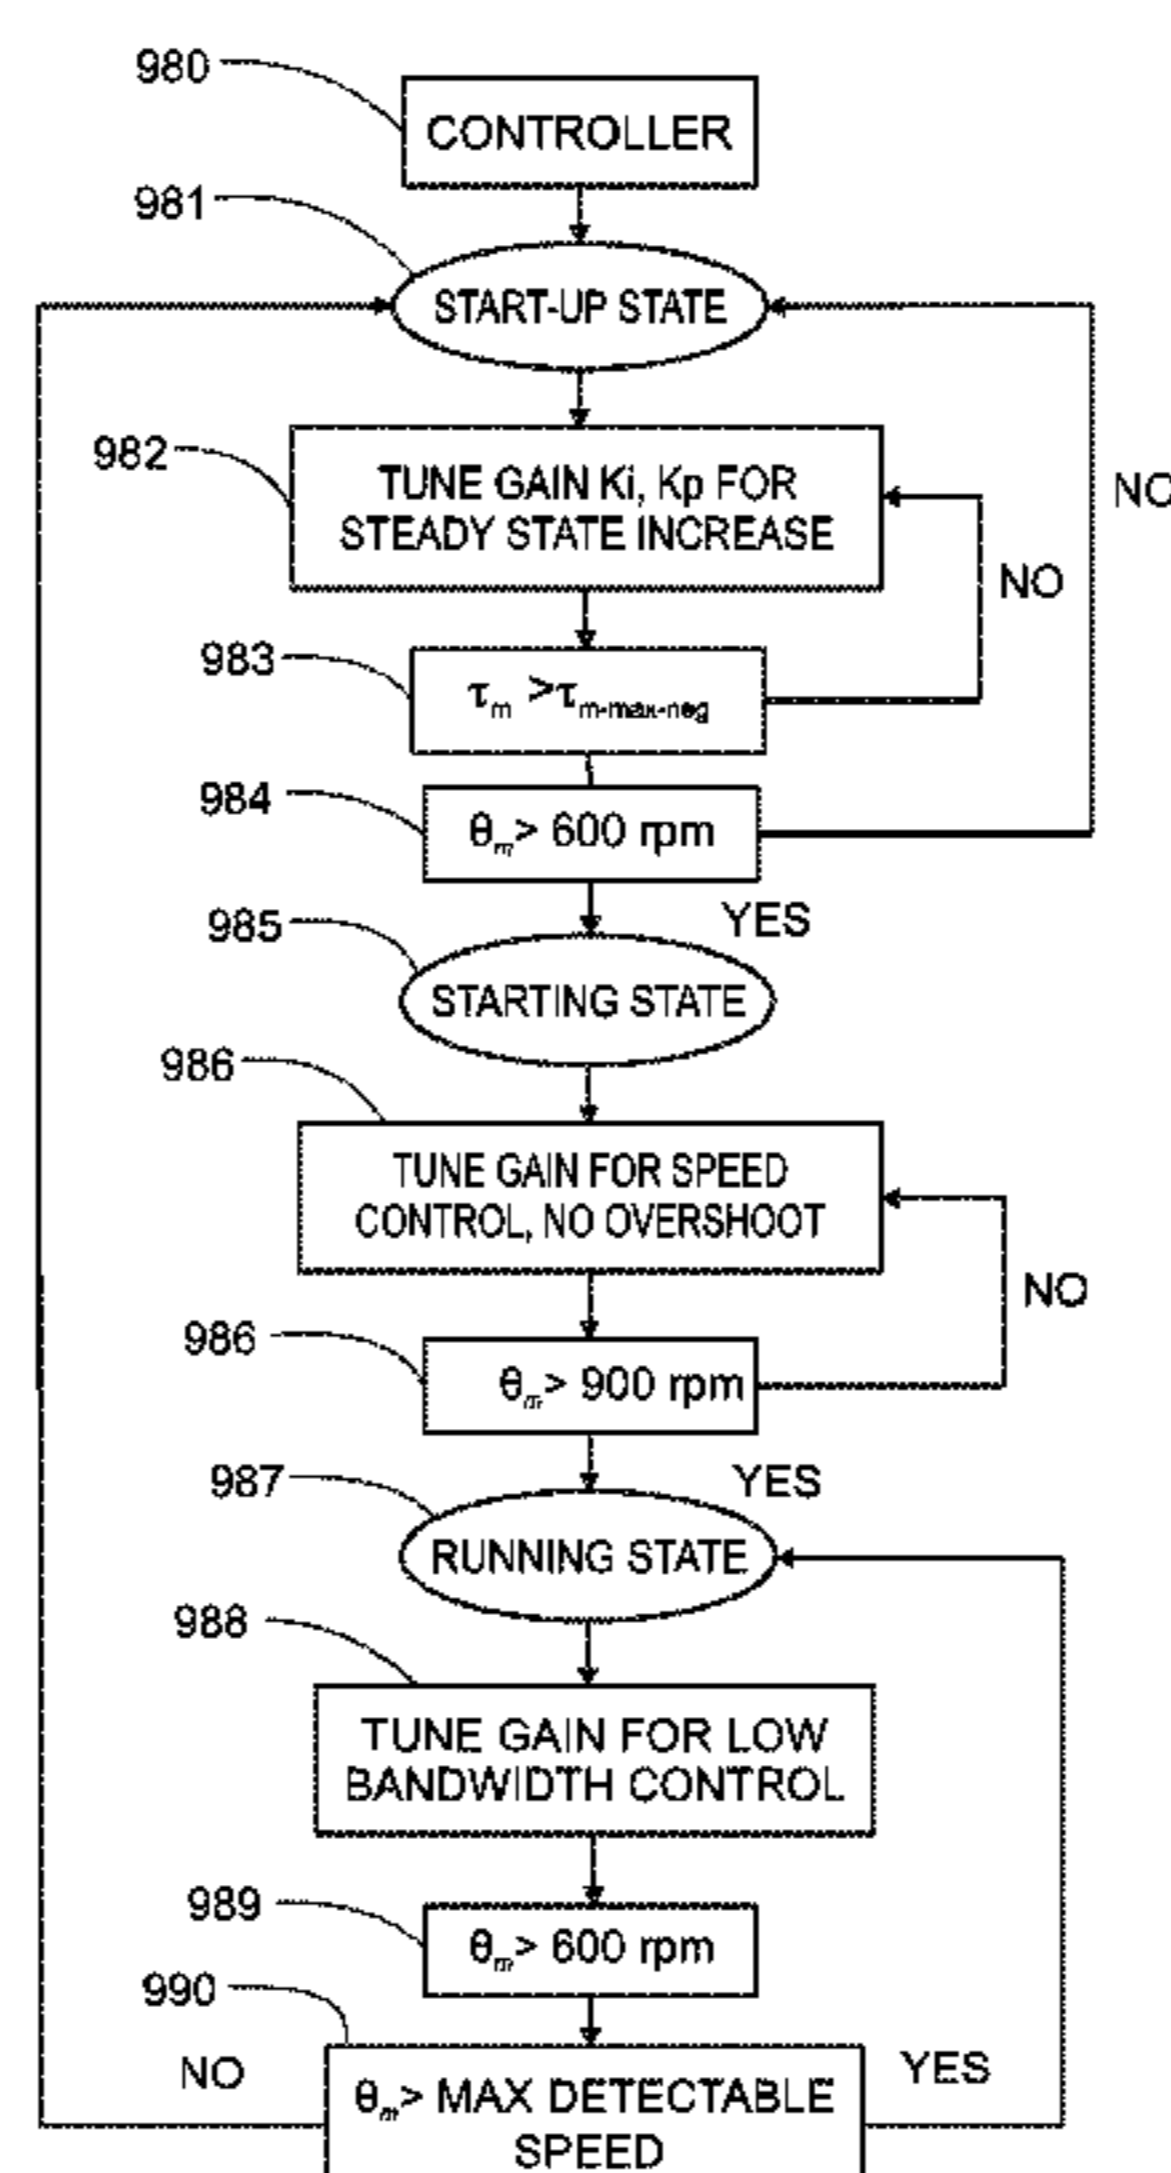 980
CONTROLLER
981
START-UP STATE
982
TUNE GAIN Ki, Kp FOR
STEADY STATE INCREASE
NO
NO
983
τm >τm-max-neg
984
θm> 600 rpm
YES
985
STARTING STATE
986
TUNE GAIN FOR SPEED
CONTROL, NO OVERSHOOT
NO
986
θm> 900 rpm
YES
987
RUNNING STATE
988
TUNE GAIN FOR LOW
BANDWIDTH CONTROL
989
θm> 600 rpm
990
NO
YES
θm> MAX DETECTABLE
SPEED